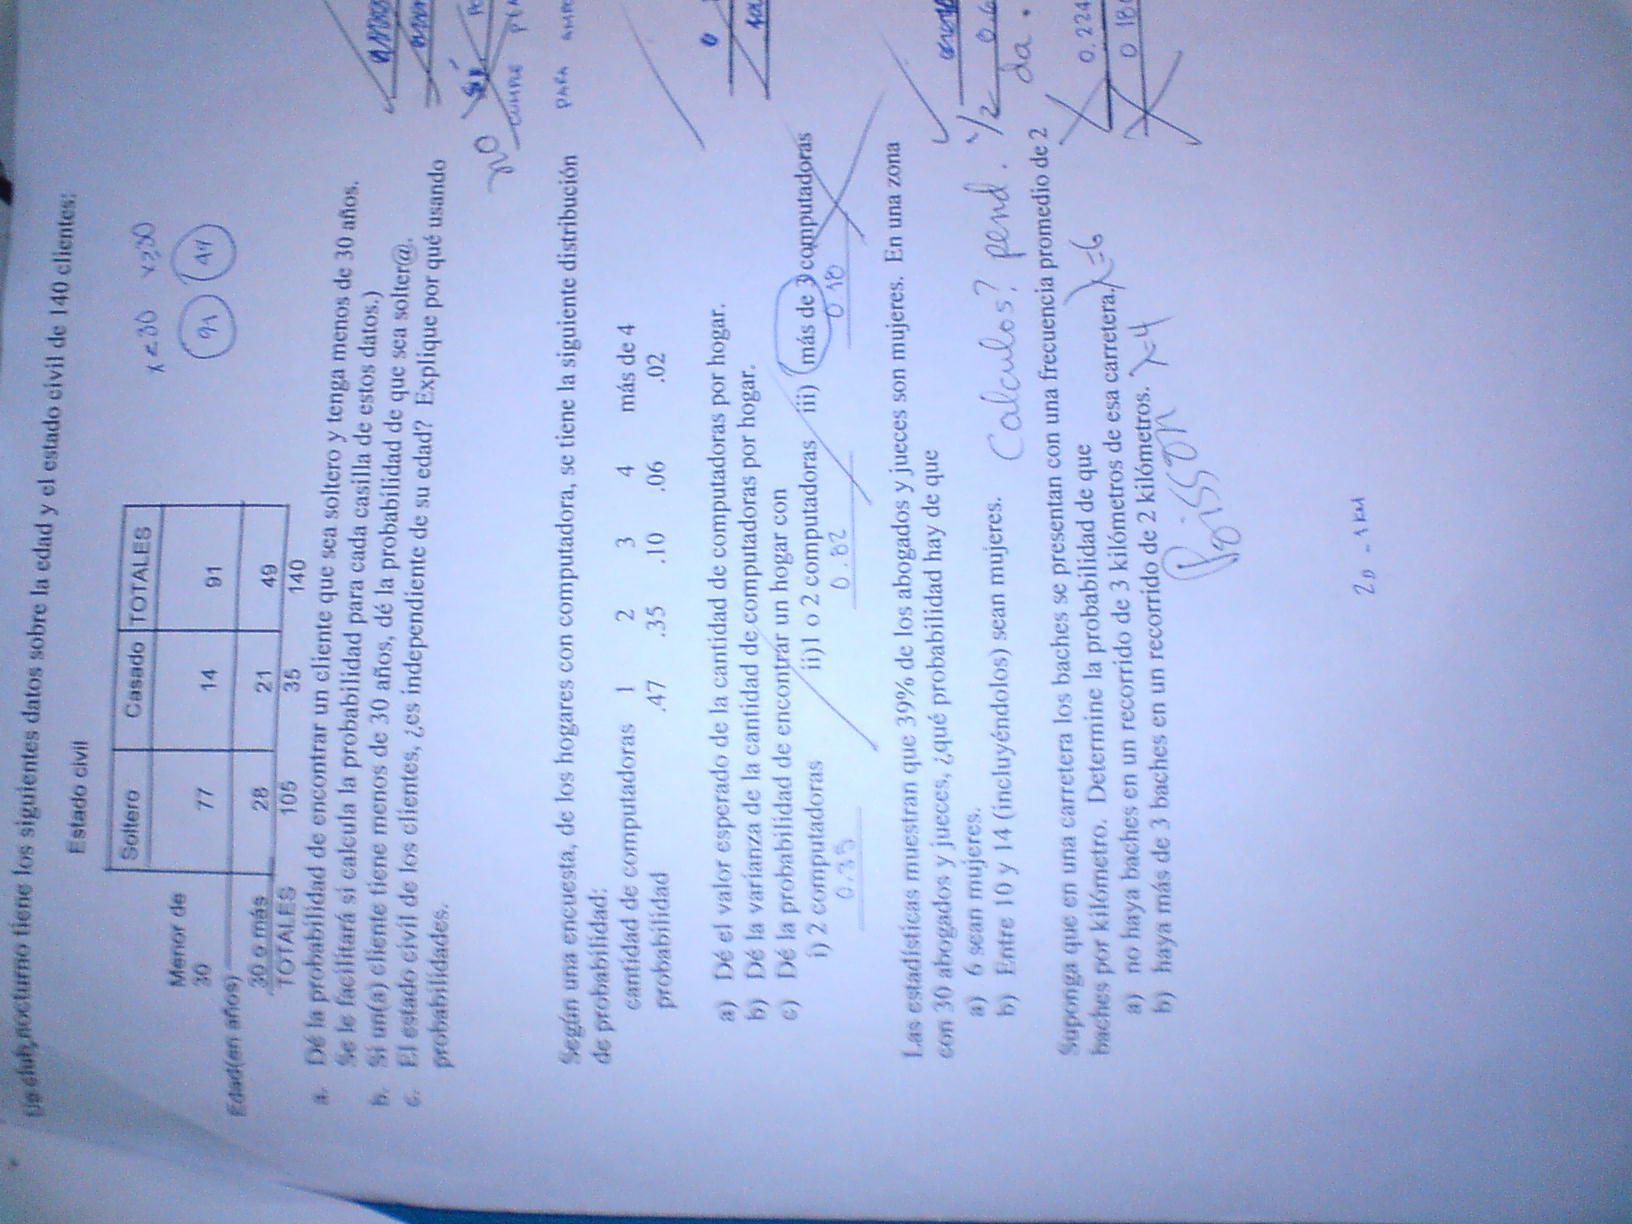 Un club nocturno tiene los siguientes datos sobre la edad y el estado civil de 140 clientes:
Estado civil
Soltero Casado TOTALES
x<30 x≥30
Menor de
30 77 14 91
91
Edad(en años)
30 o más 28 21 49
TOTALES 105 35 140
a. Dé la probabilidad de encontrar un cliente que sea soltero y tenga menos de 30 años.
Se le facilitará si calcula la probabilidad para cada casilla de estos datos.)
b. Si un(a) cliente tiene menos de 30 años, dé la probabilidad de que sea solter@.
c. El estado civil de los clientes, ¿es independiente de su edad? Explique por qué usando
probabilidades.
NO
SÍ
CUMPLE
PARA
Según una encuesta, de los hogares con computadora, se tiene la siguiente distribución
de probabilidad:
cantidad de computadoras 1 2 3 4 más de 4
probabilidad .47 .35 .10 .06 .02
a) Dé el valor esperado de la cantidad de computadoras por hogar.
b) Dé la varianza de la cantidad de computadoras por hogar.
c) Dé la probabilidad de encontrar un hogar con
i) 2 computadoras ii)1 o 2 computadoras iii) más de 3 computadoras
0.35 0.82 0.18
Las estadísticas muestran que 39% de los abogados y jueces son mujeres. En una zona
con 30 abogados y jueces, ¿qué probabilidad hay de que
a) 6 sean mujeres.
b) Entre 10 y 14 (incluyéndolos) sean mujeres.
Calculos? pend. 1/2
da.
Suponga que en una carretera los baches se presentan con una frecuencia promedio de 2
baches por kilómetro. Determine la probabilidad de que
a) no haya baches en un recorrido de 3 kilómetros de esa carretera. λ=6
0.224
b) haya más de 3 baches en un recorrido de 2 kilómetros. λ=4
Poisson